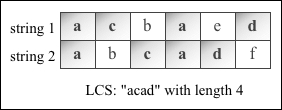 string 1 a c b a e d
string 2 a b c a d f
LCS: "acad" with length 4